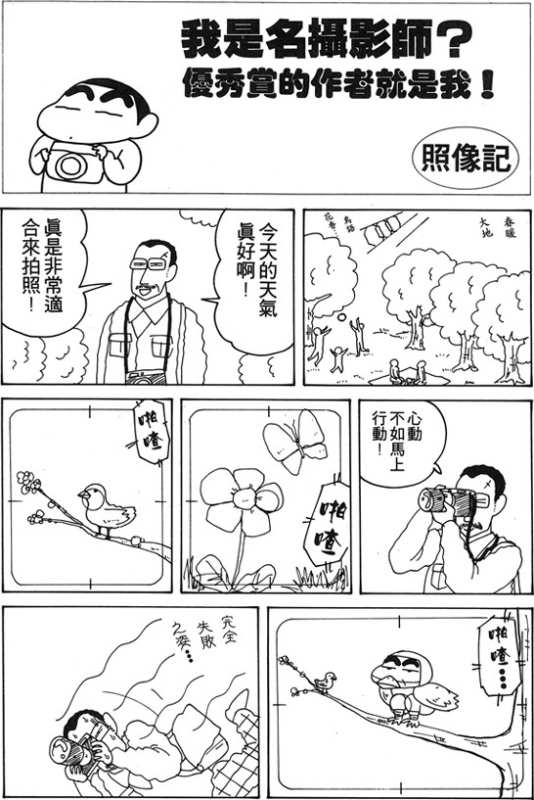 我是名攝影師？
優秀賞的作者就是我！
照像記
春暖
大地
鳥語
花香
今天的天氣
眞好啊！
眞是非常適
合來拍照！
心動
不如馬上
行動！
啪喳
啪喳
啪喳…
完全
失敗
之姿…